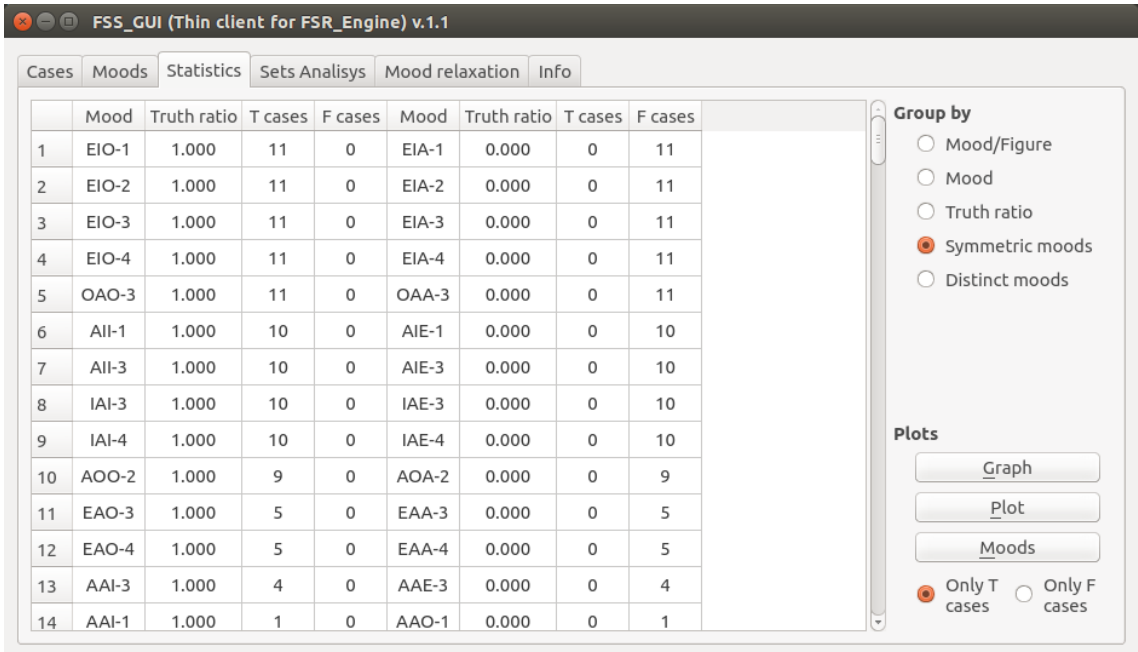 FSS_GUI (Thin client for FSR_Engine) v.1.1
Cases Moods Statistics Sets Analisys Mood relaxation Info
Mood Truth ratio T cases F cases Mood Truth ratio T cases F cases
1 EIO-1 1.000 11 0 EIA-1 0.000 0 11
2 EIO-2 1.000 11 0 EIA-2 0.000 0 11
3 EIO-3 1.000 11 0 EIA-3 0.000 0 11
4 EIO-4 1.000 11 0 EIA-4 0.000 0 11
5 OAO-3 1.000 11 0 OAA-3 0.000 0 11
6 AII-1 1.000 10 0 AIE-1 0.000 0 10
7 AII-3 1.000 10 0 AIE-3 0.000 0 10
8 IAI-3 1.000 10 0 IAE-3 0.000 0 10
9 IAI-4 1.000 10 0 IAE-4 0.000 0 10
10 AOO-2 1.000 9 0 AOA-2 0.000 0 9
11 EAO-3 1.000 5 0 EAA-3 0.000 0 5
12 EAO-4 1.000 5 0 EAA-4 0.000 0 5
13 AAI-3 1.000 4 0 AAE-3 0.000 0 4
14 AAI-1 1.000 1 0 AAO-1 0.000 0 1
Group by
Mood/Figure
Mood
Truth ratio
Symmetric moods
Distinct moods
Plots
Graph
Plot
Moods
Only T cases
Only F cases